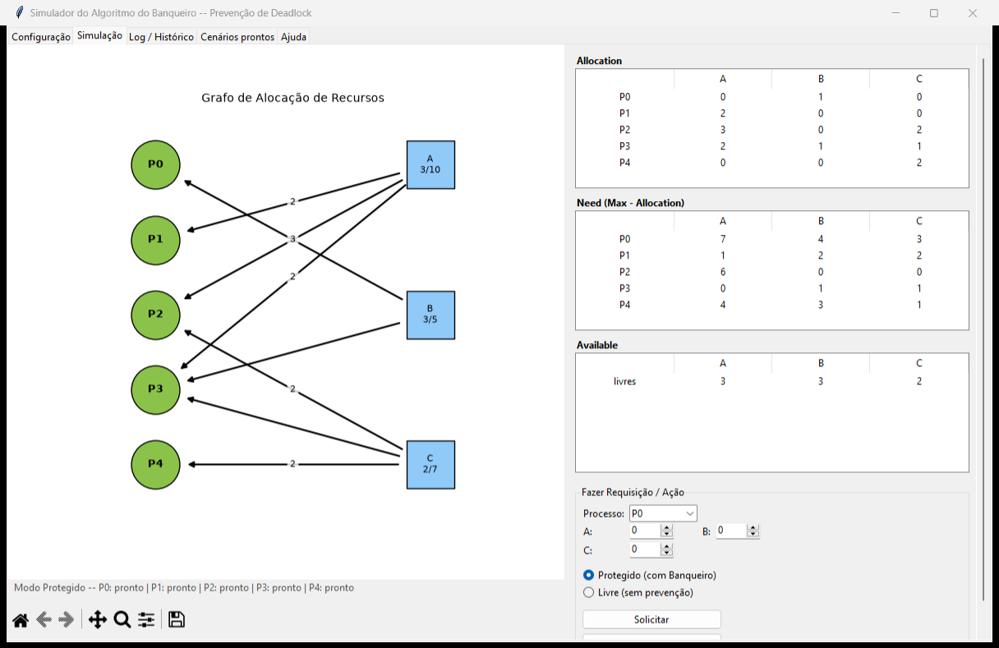 Simulador do Algoritmo do Banqueiro -- Prevenção de Deadlock
Configuração Simulação Log / Histórico Cenários prontos Ajuda
Grafo de Alocação de Recursos
P0
P1
P2
P3
P4
A
3/10
B
3/5
C
2/7
2
3
2
2
2
Modo Protegido -- P0: pronto | P1: pronto | P2: pronto | P3: pronto | P4: pronto
Allocation
A B C
P0 0 1 0
P1 2 0 0
P2 3 0 2
P3 2 1 1
P4 0 0 2
Need (Max - Allocation)
A B C
P0 7 4 3
P1 1 2 2
P2 6 0 0
P3 0 1 1
P4 4 3 1
Available
A B C
livres 3 3 2
Fazer Requisição / Ação
Processo: P0
A: 0 B: 0
C: 0
Protegido (com Banqueiro)
Livre (sem prevenção)
Solicitar